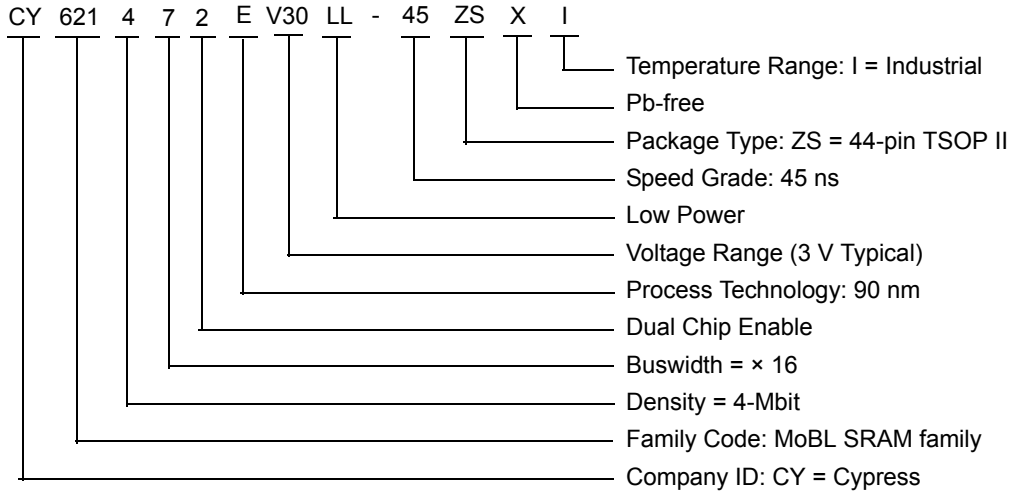 CY 621 4 7 2 E V30 LL - 45 ZS X I
Temperature Range: I = Industrial
Pb-free
Package Type: ZS = 44-pin TSOP II
Speed Grade: 45 ns
Low Power
Voltage Range (3 V Typical)
Process Technology: 90 nm
Dual Chip Enable
Buswidth = × 16
Density = 4-Mbit
Family Code: MoBL SRAM family
Company ID: CY = Cypress